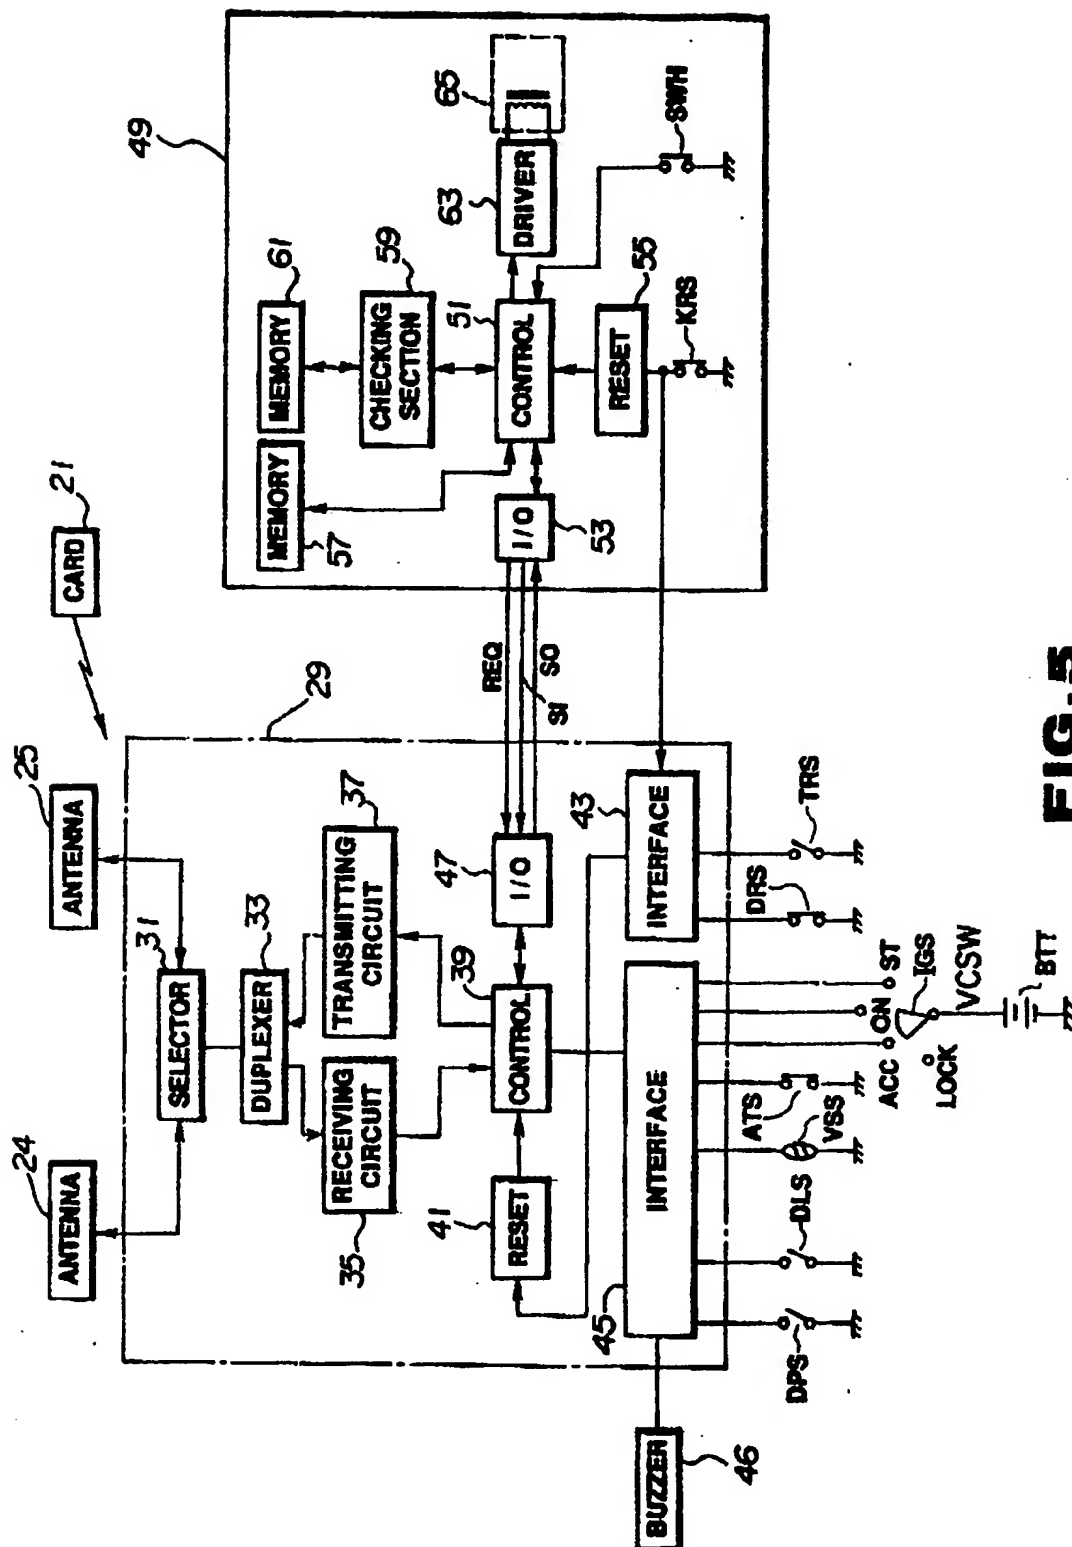 ANTENNA
24
ANTENNA
25
CARD
21
29
SELECTOR
31
DUPLEXER
33
RECEIVING
CIRCUIT
35
TRANSMITTING
CIRCUIT
37
RESET
41
CONTROL
39
I/O
47
INTERFACE
45
INTERFACE
43
BUZZER
46
DPS
DLS
VSS
ATS
ACC
ON
ST
LOCK
IGS
VCSW
BTT
DRS
TRS
REQ
SI
SO
49
MEMORY
57
MEMORY
61
CHECKING
SECTION
59
I/O
53
CONTROL
51
DRIVER
63
65
RESET
55
KRS
SWH
FIG.5